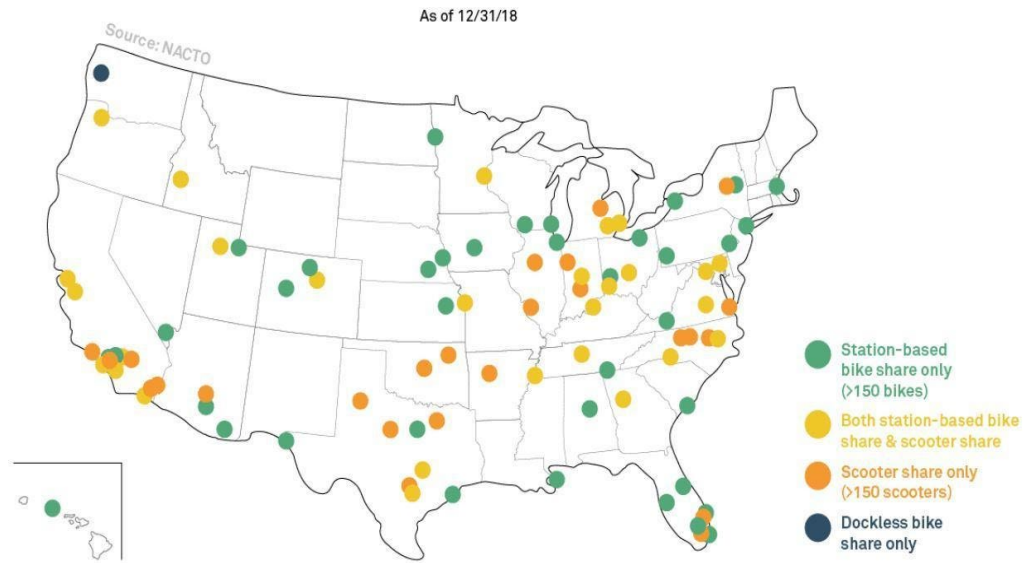 As of 12/31/18
Source: NACTO
Station-based
bike share only
(>150 bikes)
Both station-based bike
share & scooter share
Scooter share only
(>150 scooters)
Dockless bike
share only